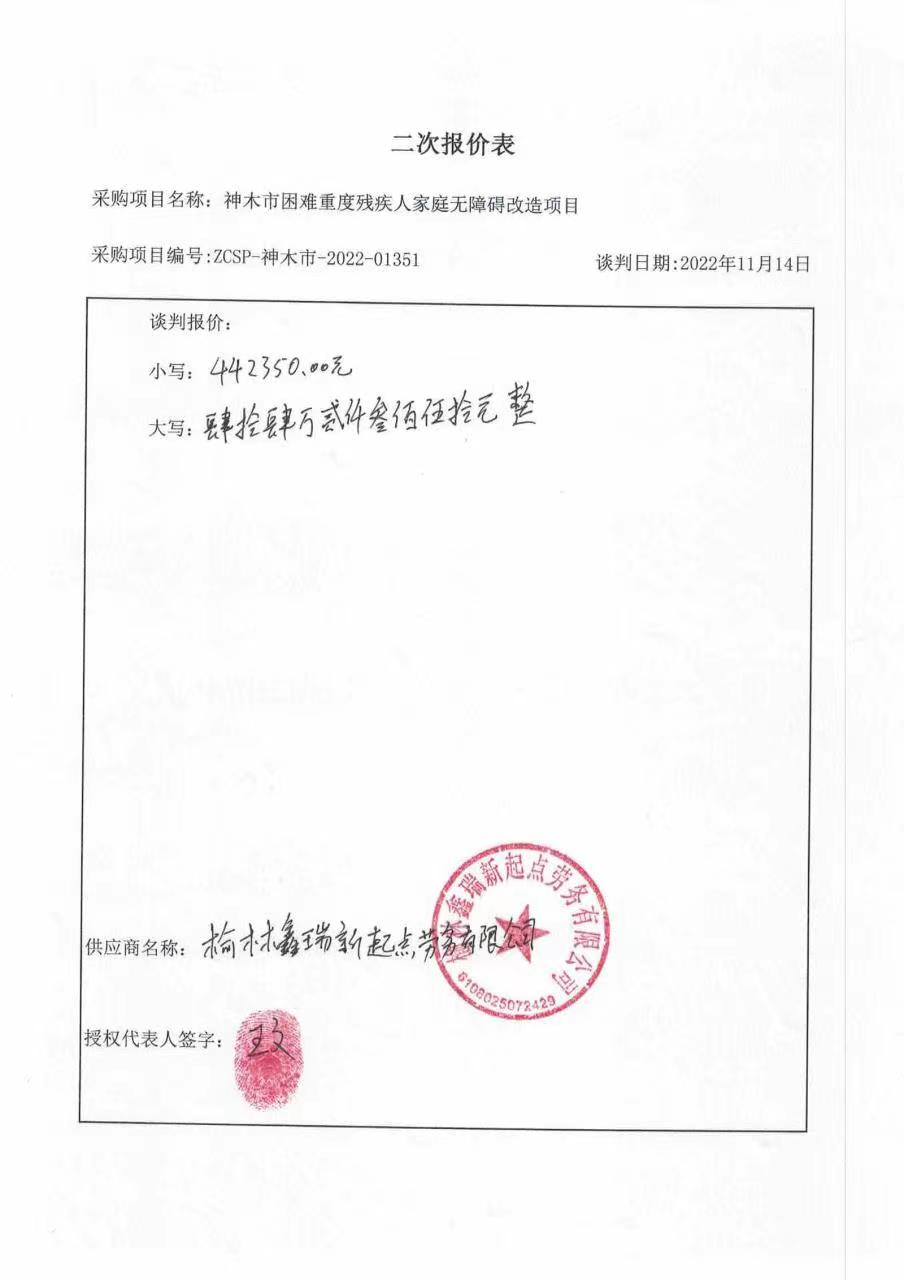 二次报价表
采购项目名称：神木市困难重度残疾人家庭无障碍改造项目
采购项目编号:ZCSP-神木市-2022-01351 谈判日期:2022年11月14日
谈判报价：
小写：442350.00元
大写：肆拾肆万贰仟叁佰伍拾元整
供应商名称：榆林鑫瑞新起点劳务有限公司
榆林鑫瑞新起点劳务有限公司
6108025072429
授权代表人签字：王文